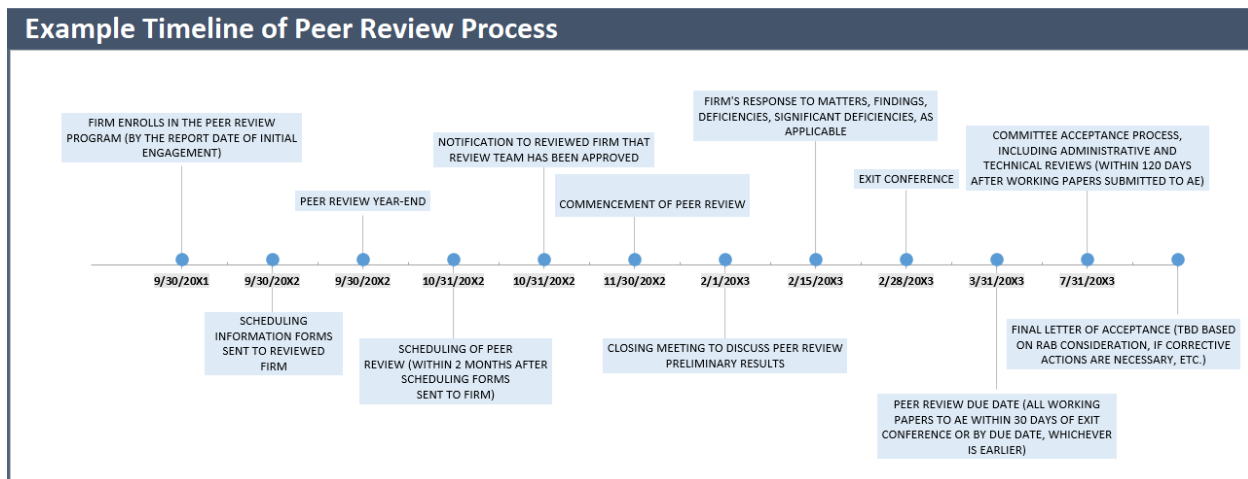 Example Timeline of Peer Review Process
FIRM ENROLLS IN THE PEER REVIEW
PROGRAM (BY THE REPORT DATE OF INITIAL
ENGAGEMENT)
PEER REVIEW YEAR-END
NOTIFICATION TO REVIEWED FIRM THAT
REVIEW TEAM HAS BEEN APPROVED
COMMENCEMENT OF PEER REVIEW
FIRM'S RESPONSE TO MATTERS, FINDINGS,
DEFICIENCIES, SIGNIFICANT DEFICIENCIES, AS
APPLICABLE
EXIT CONFERENCE
COMMITTEE ACCEPTANCE PROCESS,
INCLUDING ADMINISTRATIVE AND
TECHNICAL REVIEWS (WITHIN 120 DAYS
AFTER WORKING PAPERS SUBMITTED TO AE)
9/30/20X1 9/30/20X2 9/30/20X2 10/31/20X2 10/31/20X2 11/30/20X2 2/1/20X3 2/15/20X3 2/28/20X3 3/31/20X3 7/31/20X3
SCHEDULING
INFORMATION FORMS
SENT TO REVIEWED
FIRM
SCHEDULING OF PEER
REVIEW (WITHIN 2 MONTHS AFTER
SCHEDULING FORMS
SENT TO FIRM)
CLOSING MEETING TO DISCUSS PEER REVIEW
PRELIMINARY RESULTS
PEER REVIEW DUE DATE (ALL WORKING
PAPERS TO AE WITHIN 30 DAYS OF EXIT
CONFERENCE OR BY DUE DATE, WHICHEVER
IS EARLIER)
FINAL LETTER OF ACCEPTANCE (TBD BASED
ON RAB CONSIDERATION, IF CORRECTIVE
ACTIONS ARE NECESSARY, ETC.)